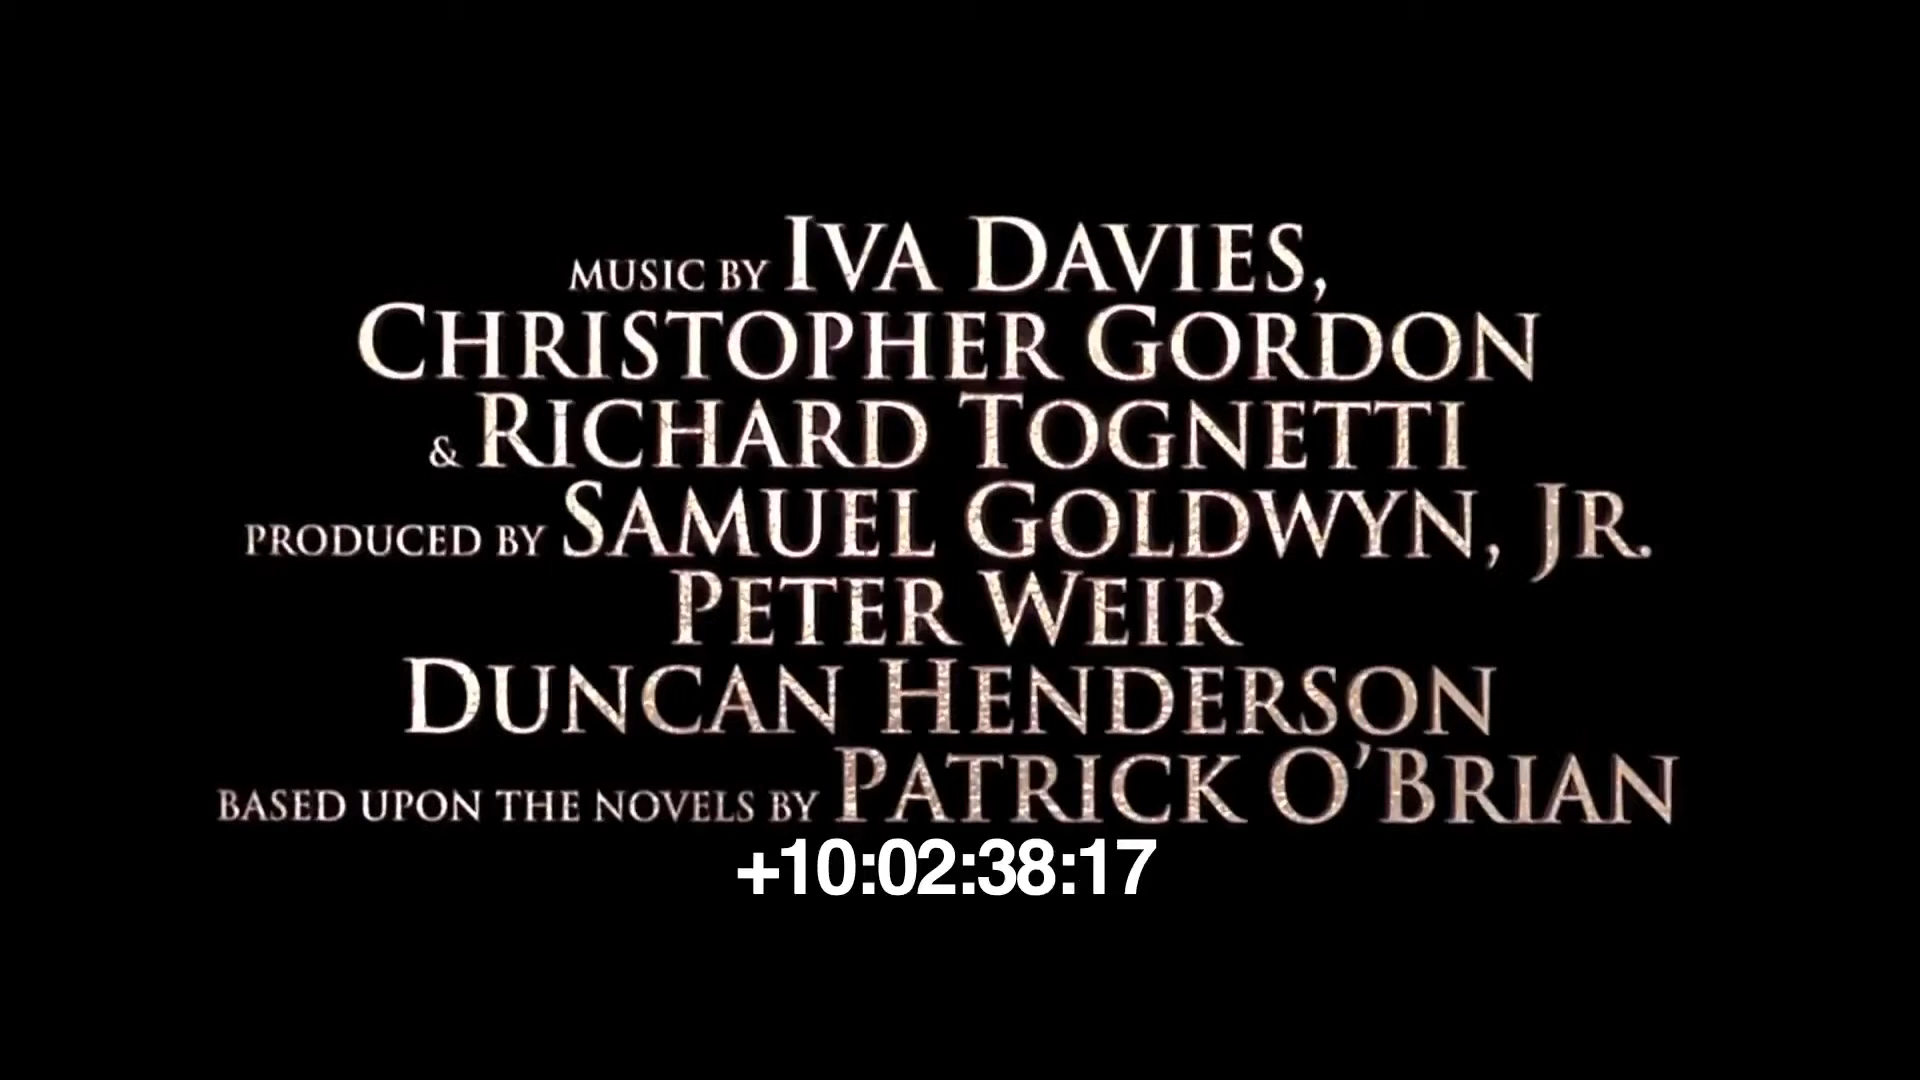 MUSIC BY IVA DAVIES,
CHRISTOPHER GORDON
& RICHARD TOGNETTI
PRODUCED BY SAMUEL GOLDWYN, JR.
PETER WEIR
DUNCAN HENDERSON
BASED UPON THE NOVELS BY PATRICK O'BRIAN
+10:02:38:17